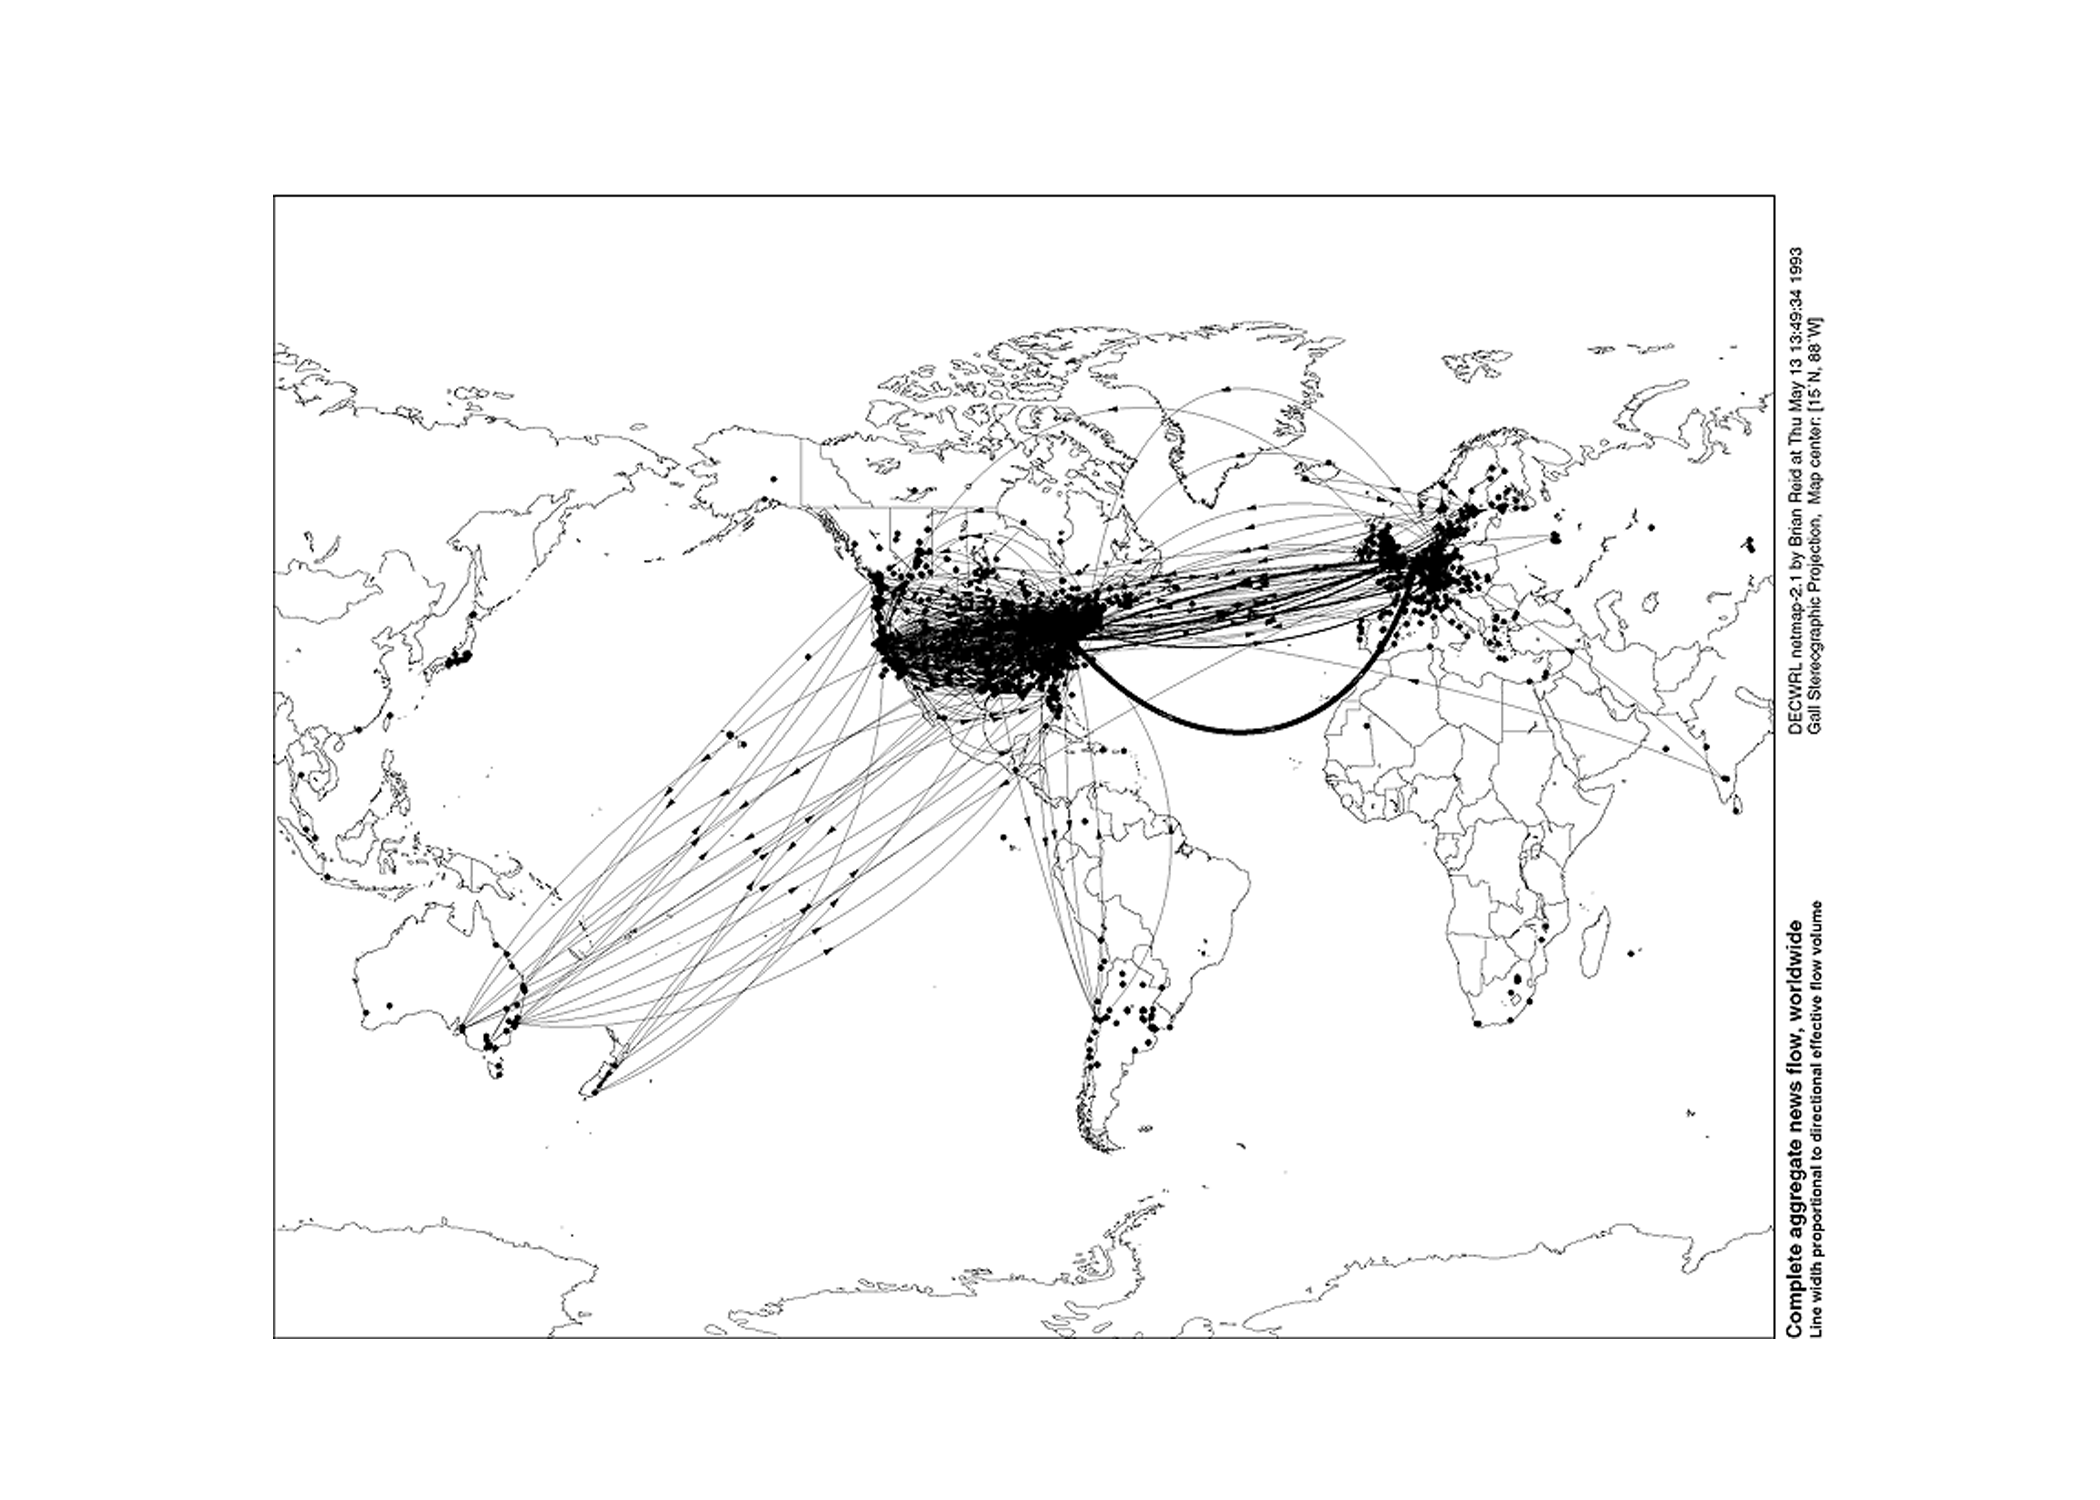 Complete aggregate news flow, worldwide
Line width proportional to directional effective flow volume
DECWRL netmap-2.1 by Brian Reid at Thu May 13 13:49:34 1993
Gall Stereographic Projection, Map center: [15°N, 88°W]